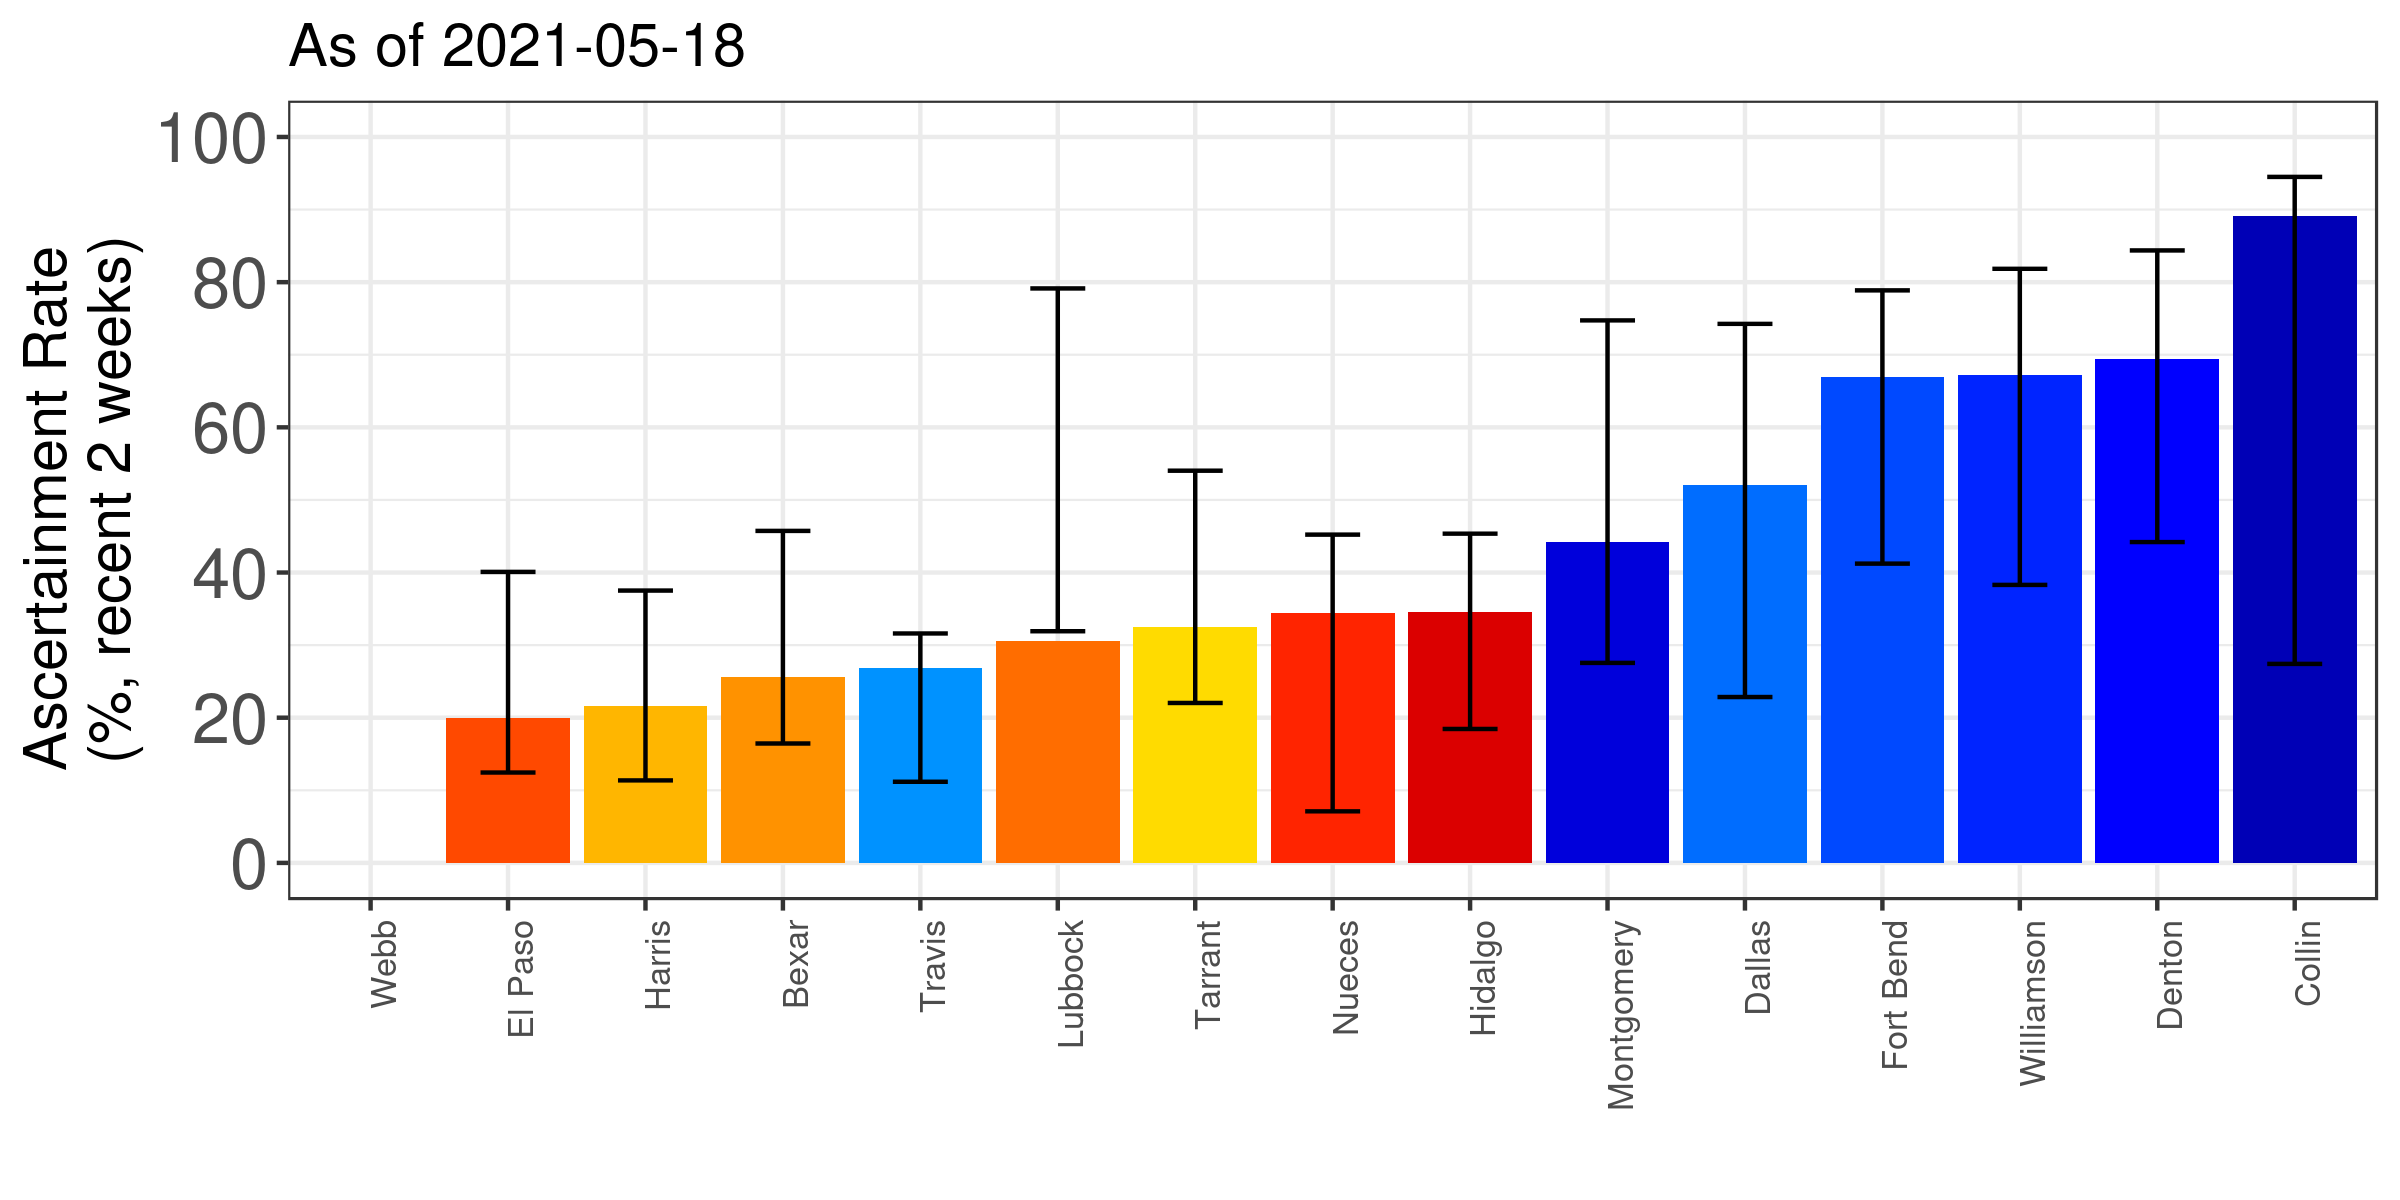 As of 2021-05-18
Ascertainment Rate
(%, recent 2 weeks)
100
80
60
40
20
0
Webb
El Paso
Harris
Bexar
Travis
Lubbock
Tarrant
Nueces
Hidalgo
Montgomery
Dallas
Fort Bend
Williamson
Denton
Collin